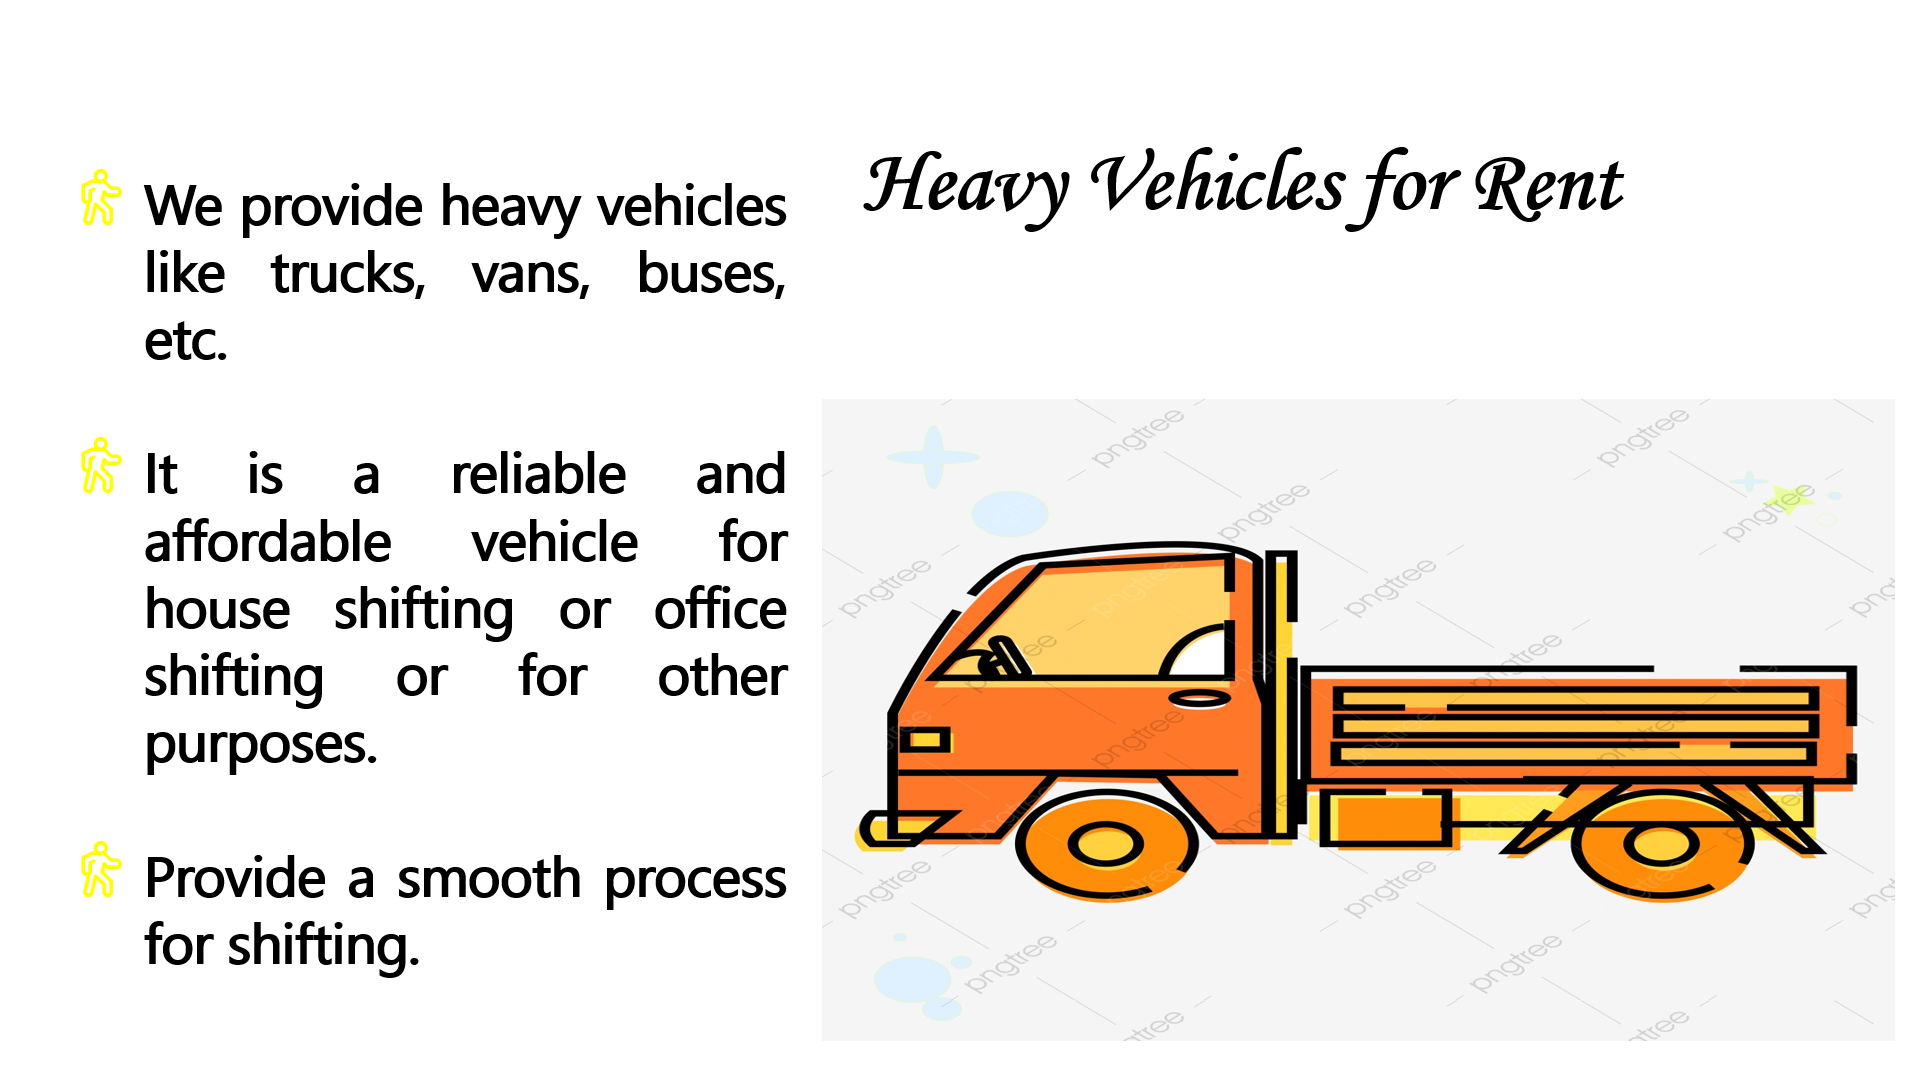 Heavy Vehicles for Rent
We provide heavy vehicles
like trucks, vans, buses,
etc.
It is a reliable and
affordable vehicle for
house shifting or office
shifting or for other
purposes.
Provide a smooth process
for shifting.
pngtree
pngtree
pngtree
pngtree
pngtree
pngtree
pngtree
pngtree
pngtree
pngtree
pngtree
pngtree
pngtree